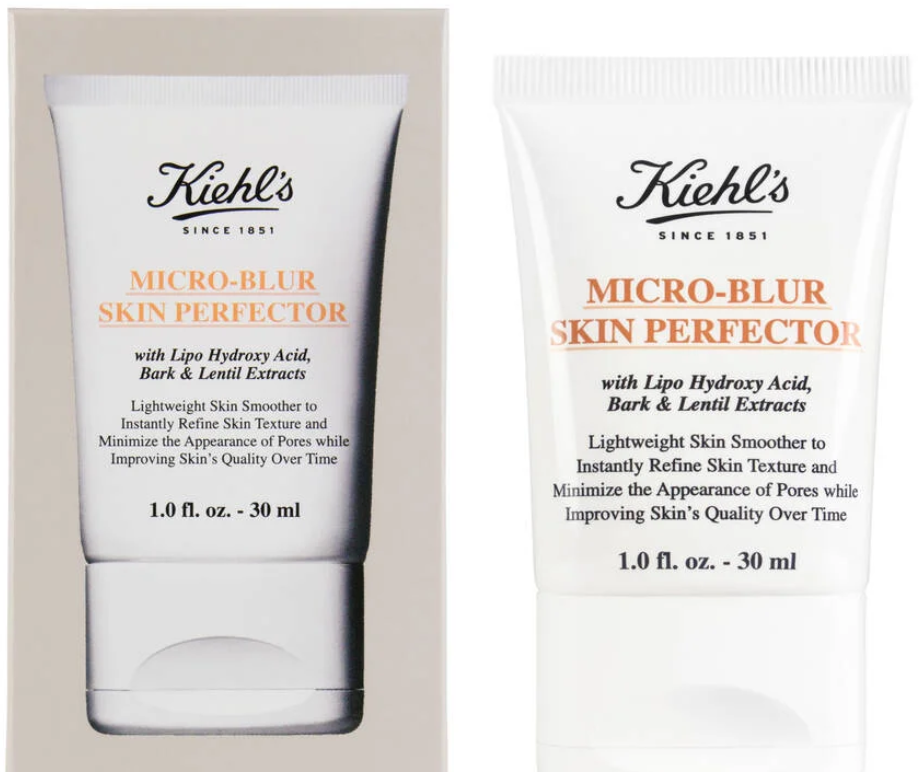 Kiehl's
SINCE 1851
MICRO-BLUR
SKIN PERFECTOR
with Lipo Hydroxy Acid,
Bark & Lentil Extracts
Lightweight Skin Smoother to
Instantly Refine Skin Texture and
Minimize the Appearance of Pores while
Improving Skin's Quality Over Time
1.0 fl. oz. - 30 ml
Kiehl's
SINCE 1851
MICRO-BLUR
SKIN PERFECTOR
with Lipo Hydroxy Acid,
Bark & Lentil Extracts
Lightweight Skin Smoother to
Instantly Refine Skin Texture and
Minimize the Appearance of Pores while
Improving Skin's Quality Over Time
1.0 fl. oz. - 30 ml